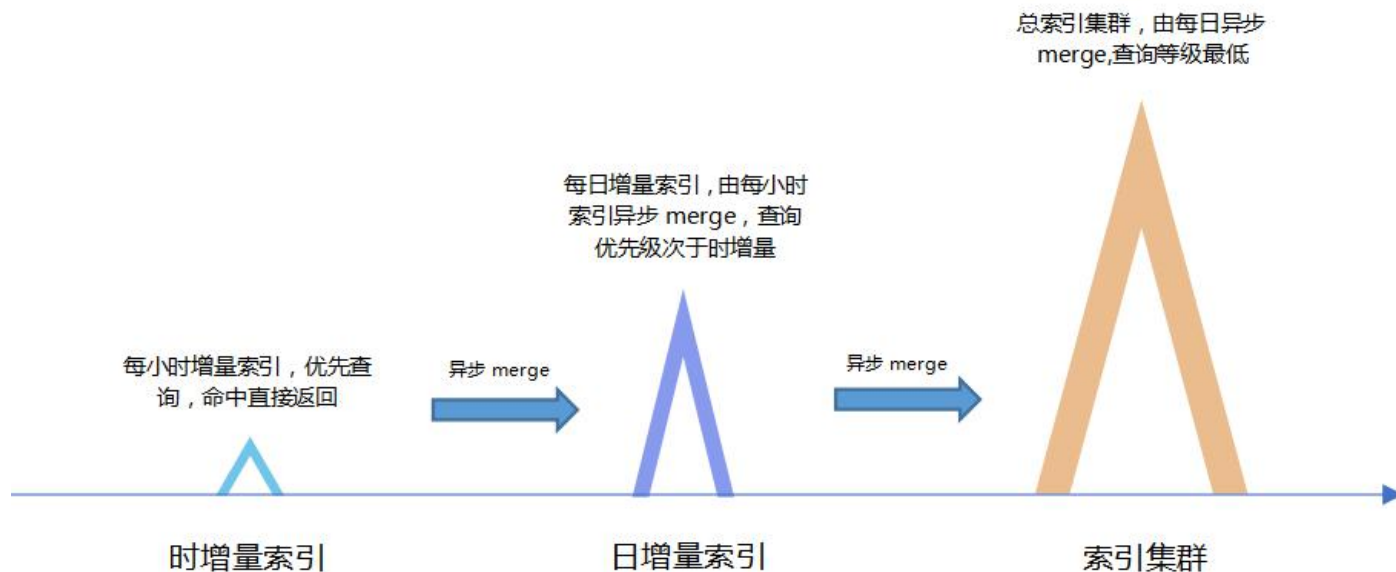 总索引集群，由每日异步
merge,查询等级最低
每日增量索引，由每小时
索引异步 merge，查询
优先级次于时增量
每小时增量索引，优先查
询，命中直接返回
异步 merge
异步 merge
时增量索引
日增量索引
索引集群